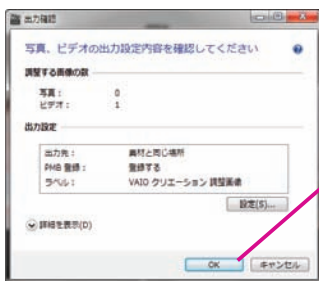 出力確認
写真、ビデオの出力設定内容を確認してください
調整する画像の数
写真： 0
ビデオ： 1
出力設定
出力先： 素材と同じ場所
PMB 登録： 登録する
ラベル： VAIO クリエーション 調整画像
設定(S)...
詳細を表示(D)
OK キャンセル